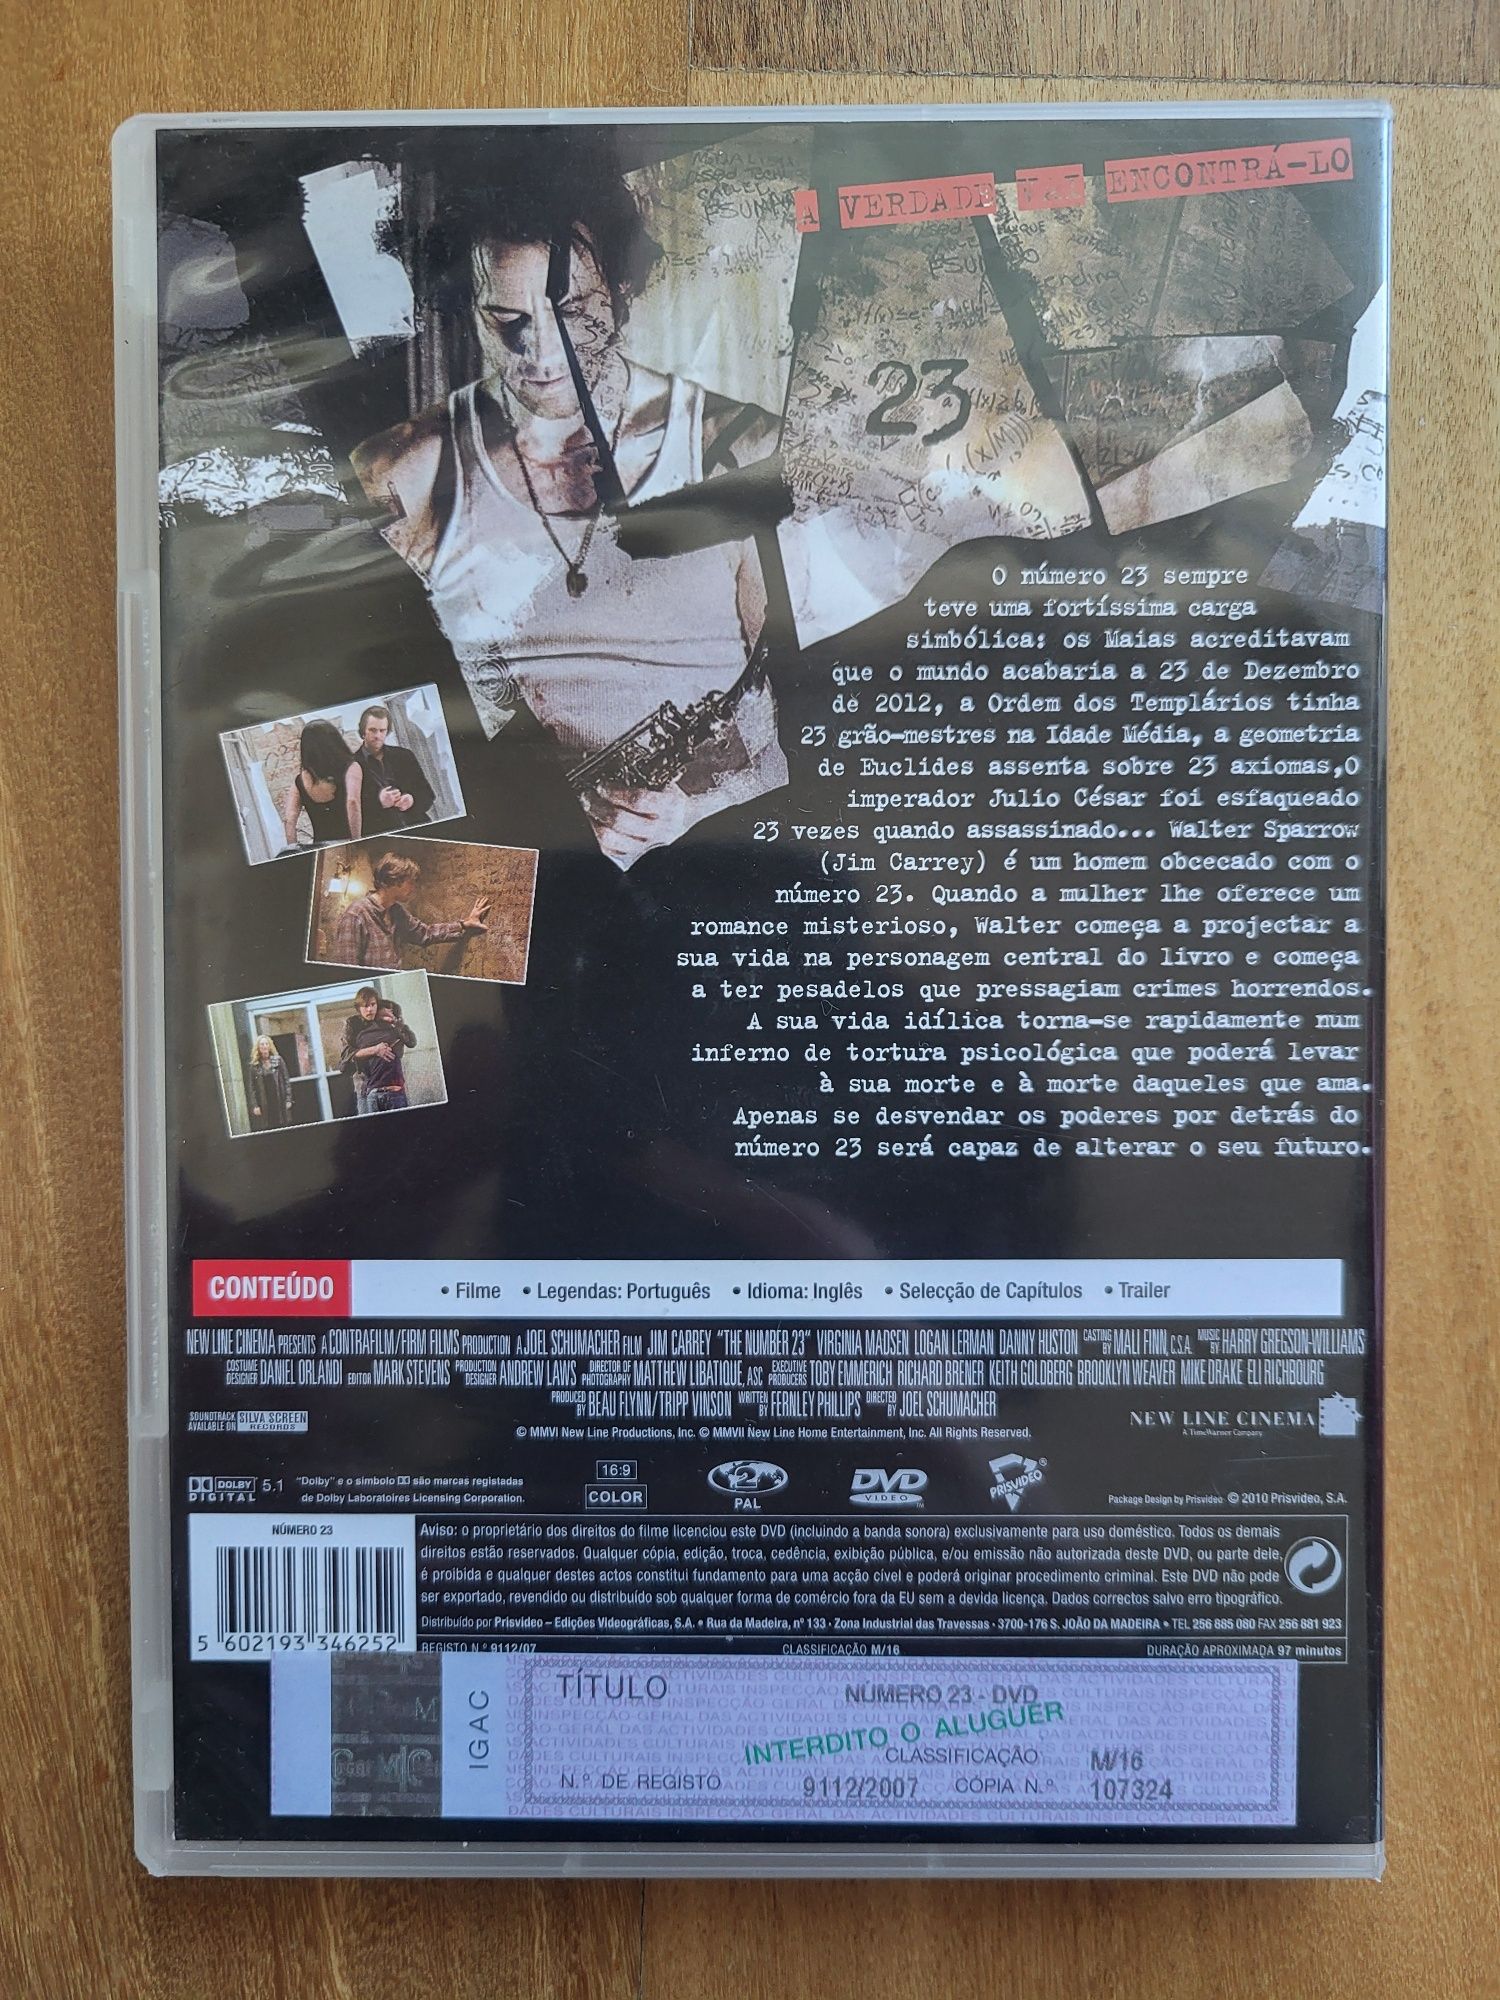 A VERDADE VAI ENCONTRÁ-LO
23
O número 23 sempre
teve uma fortíssima carga
simbólica: os Maias acreditavam
que o mundo acabaria a 23 de Dezembro
de 2012, a Ordem dos Templários tinha
23 grão-mestres na Idade Média, a geometria
de Euclides assenta sobre 23 axiomas,O
imperador Julio César foi esfaqueado
23 vezes quando assassinado... Walter Sparrow
(Jim Carrey) é um homem obcecado com o
número 23. Quando a mulher lhe oferece um
romance misterioso, Walter começa a projectar a
sua vida na personagem central do livro e começa
a ter pesadelos que pressagiam crimes horrendos.
A sua vida idílica torna-se rapidamente num
inferno de tortura psicológica que poderá levar
à sua morte e à morte daqueles que ama.
Apenas se desvendar os poderes por detrás do
número 23 será capaz de alterar o seu futuro.
CONTEÚDO • Filme • Legendas: Português • Idioma: Inglês • Selecção de Capítulos • Trailer
NEW LINE CINEMA PRESENTS A CONTRAFILM/FIRM FILMS PRODUCTION A JOEL SCHUMACHER FILM JIM CARREY "THE NUMBER 23" VIRGINIA MADSEN LOGAN LERMAN DANNY HUSTON CASTING BY MALI FINN, C.S.A. MUSIC BY HARRY GREGSON-WILLIAMS
COSTUME DESIGNER DANIEL ORLANDI EDITOR MARK STEVENS PRODUCTION DESIGNER ANDREW LAWS DIRECTOR OF PHOTOGRAPHY MATTHEW LIBATIQUE, ASC EXECUTIVE PRODUCERS TOBY EMMERICH RICHARD BRENER KEITH GOLDBERG BROOKLYN WEAVER MIKE DRAKE ELI RICHBOURG
PRODUCED BY BEAU FLYNN/TRIPP VINSON WRITTEN BY FERNLEY PHILLIPS DIRECTED BY JOEL SCHUMACHER
SOUNDTRACK AVAILABLE ON SILVA SCREEN RECORDS
© MMVI New Line Productions, Inc. © MMVII New Line Home Entertainment, Inc. All Rights Reserved.
NEW LINE CINEMA
A TimeWarner Company
DOLBY DIGITAL 5.1
"Dolby" e o simbolo são marcas registadas
de Dolby Laboratoires Licensing Corporation.
16:9
COLOR
2
PAL
DVD
VIDEO
PRISVIDEO®
Package Design by Prisvideo © 2010 Prisvideo, S.A.
NÚMERO 23
5 602193 346252
Aviso: o proprietário dos direitos do filme licenciou este DVD (incluindo a banda sonora) exclusivamente para uso doméstico. Todos os demais
direitos estão reservados. Qualquer cópia, edição, troca, cedência, exibição pública, e/ou emissão não autorizada deste DVD, ou parte dele,
é proibida e qualquer destes actos constitui fundamento para uma acção cível e poderá originar procedimento criminal. Este DVD não pode
ser exportado, revendido ou distribuído sob qualquer forma de comércio fora da EU sem a devida licença. Dados correctos salvo erro tipográfico.
Distribuído por Prisvideo – Edições Videográficas, S.A. • Rua da Madeira, nº 133 · Zona Industrial das Travessas · 3700-176 S. JOÃO DA MADEIRA • TEL 256 885 080 FAX 256 881 923
REGISTO N.º 9112/07 CLASSIFICAÇÃO M/16 DURAÇÃO APROXIMADA 97 minutos
IGAC
TÍTULO NÚMERO 23 - DVD
INTERDITO O ALUGUER
CLASSIFICAÇÃO M/16
N.º DE REGISTO 9112/2007 CÓPIA N.º 107324